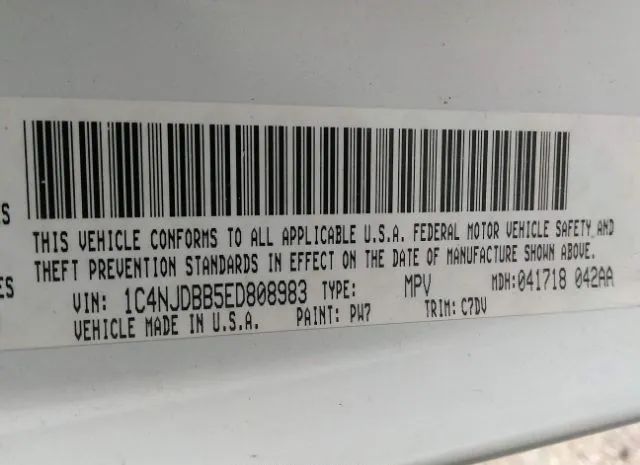 THIS VEHICLE CONFORMS TO ALL APPLICABLE U.S.A. FEDERAL MOTOR VEHICLE SAFETY AND
THEFT PREVENTION STANDARDS IN EFFECT ON THE DATE OF MANUFACTURE SHOWN ABOVE.
VIN: 1C4NJDBB5ED808983 TYPE: MPV MDH:041718 042AA
VEHICLE MADE IN U.S.A. PAINT: PW7 TRIM: C7DV